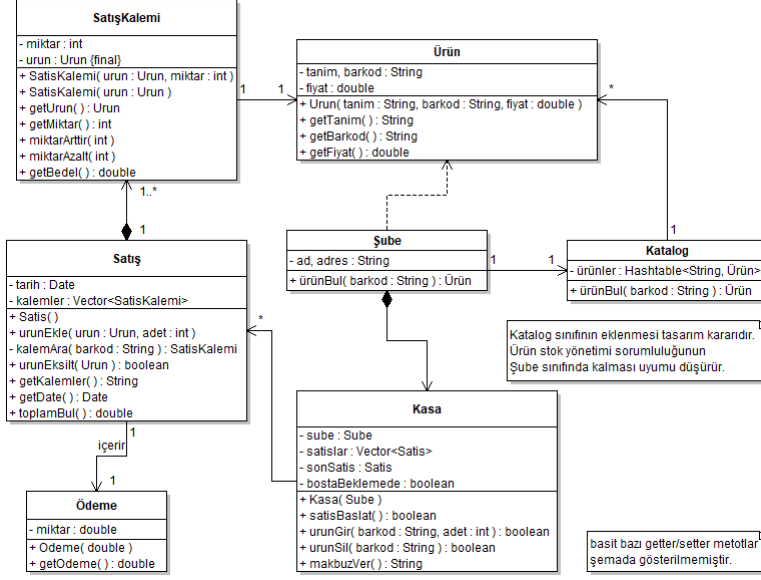 SatışKalemi
- miktar : int
- urun : Urun {final}
+ SatisKalemi( urun : Urun, miktar : int )
+ SatisKalemi( urun : Urun )
+ getUrun( ) : Urun
+ getMiktar( ) : int
+ miktarArttir( int )
+ miktarAzalt( int )
+ getBedel( ) : double
1
1
Ürün
- tanim, barkod : String
- fiyat : double
+ Urun( tanim : String, barkod : String, fiyat : double )
+ getTanim( ) : String
+ getBarkod( ) : String
+ getFiyat( ) : double
*
1
1..*
1
Satış
- tarih : Date
- kalemler : Vector<SatisKalemi>
+ Satis( )
+ urunEkle( urun : Urun, adet : int )
- kalemAra( barkod : String ) : SatisKalemi
+ urunEksilt( Urun ) : boolean
+ getKalemler( ) : String
+ getDate( ) : Date
+ toplamBul( ) : double
*
Şube
- ad, adres : String
+ ürünBul( barkod : String ) : Ürün
1
1
Katalog
- ürünler : Hashtable<String, Ürün>
+ ürünBul( barkod : String ) : Ürün
Katalog sınıfının eklenmesi tasarım kararıdır.
Ürün stok yönetimi sorumluluğunun
Şube sınıfında kalması uyumu düşürür.
1
içerir
1
Ödeme
- miktar : double
+ Odeme( double )
+ getOdeme( ) : double
Kasa
- sube : Sube
- satislar : Vector<Satis>
- sonSatis : Satis
- bostaBeklemede : boolean
+ Kasa( Sube )
+ satisBaslat( ) : boolean
+ urunGir( barkod : String, adet : int ) : boolean
+ urunSil( barkod : String ) : boolean
+ makbuzVer( ) : String
basit bazı getter/setter metotlar
şemada gösterilmemiştir.